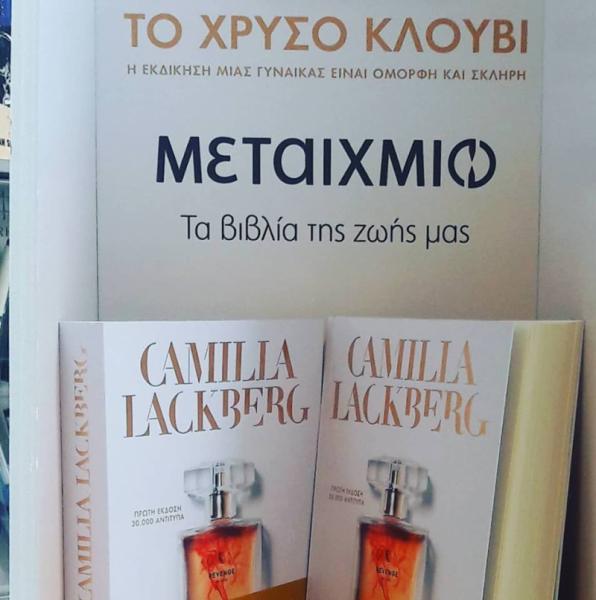 ΤΟ ΧΡΥΣΟ ΚΛΟΥΒΙ
Η ΕΚΔΙΚΗΣΗ ΜΙΑΣ ΓΥΝΑΙΚΑΣ ΕΙΝΑΙ ΟΜΟΡΦΗ ΚΑΙ ΣΚΛΗΡΗ
ΜΕΤΑΙΧΜΙΟ
Τα βιβλία της ζωής μας
CAMILLA LACKBERG
CAMILLA
LACKBERG
ΠΡΩΤΗ ΕΚΔΟΣΗ
30.000 ΑΝΤΙΤΥΠΑ
REVENGE
CAMILLA
LACKBERG
ΠΡΩΤΗ ΕΚΔΟΣΗ
30.000 ΑΝΤΙΤΥΠΑ
REVENGE